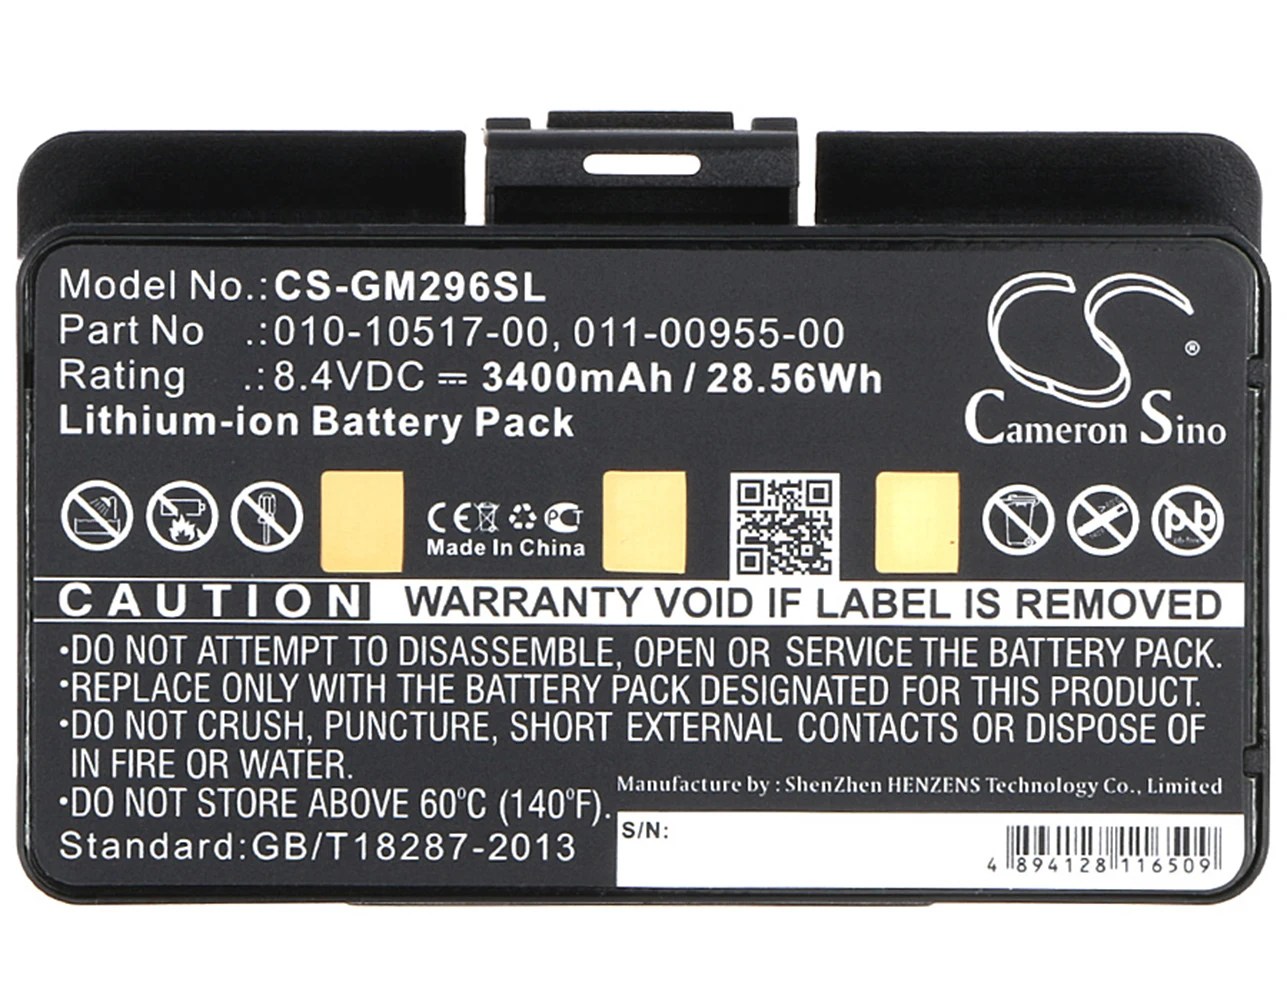 Model No.: CS-GM296SL
Part No .: 010-10517-00, 011-00955-00
Rating .: 8.4VDC ⎓ 3400mAh / 28.56Wh
Lithium-ion Battery Pack
CS
®
Cameron Sino
CE PCT
Made In China
Pb
CAUTION WARRANTY VOID IF LABEL IS REMOVED
•DO NOT ATTEMPT TO DISASSEMBLE, OPEN OR SERVICE THE BATTERY PACK.
•REPLACE ONLY WITH THE BATTERY PACK DESIGNATED FOR THIS PRODUCT.
•DO NOT CRUSH, PUNCTURE, SHORT EXTERNAL CONTACTS OR DISPOSE OF
IN FIRE OR WATER.
•DO NOT STORE ABOVE 60°C (140°F).
Manufacture by : ShenZhen HENZENS Technology Co., Limited
Standard:GB/T18287-2013
S/N:
4 894128 116509